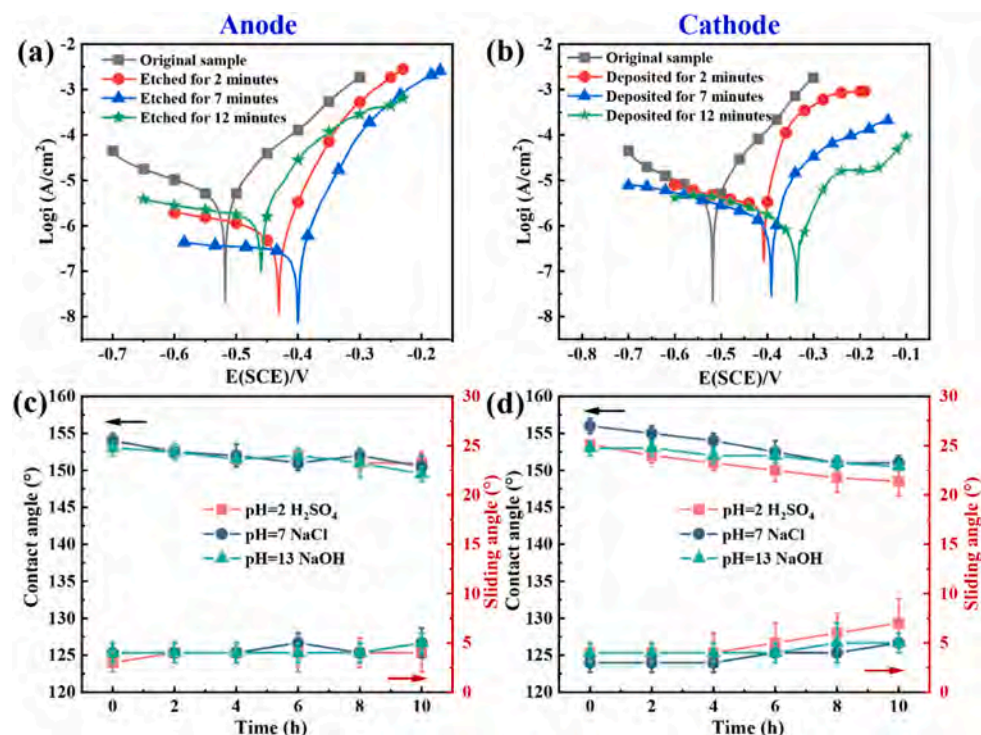 Anode
Cathode
(a)
Original sample
Etched for 2 minutes
Etched for 7 minutes
Etched for 12 minutes
Logi (A/cm²)
-2
-3
-4
-5
-6
-7
-8
-0.7 -0.6 -0.5 -0.4 -0.3 -0.2
E(SCE)/V
(b)
Original sample
Deposited for 2 minutes
Deposited for 7 minutes
Deposited for 12 minutes
Logi (A/cm²)
-2
-3
-4
-5
-6
-7
-8
-0.8 -0.7 -0.6 -0.5 -0.4 -0.3 -0.2 -0.1
E(SCE)/V
(c)
Contact angle (°)
160
155
150
145
140
135
130
125
120
pH=2 H₂SO₄
pH=7 NaCl
pH=13 NaOH
30
25
20
15
10
5
0
Sliding angle (°)
0 2 4 6 8 10
Time (h)
(d)
Contact angle (°)
160
155
150
145
140
135
130
125
120
pH=2 H₂SO₄
pH=7 NaCl
pH=13 NaOH
30
25
20
15
10
5
0
Sliding angle (°)
0 2 4 6 8 10
Time (h)